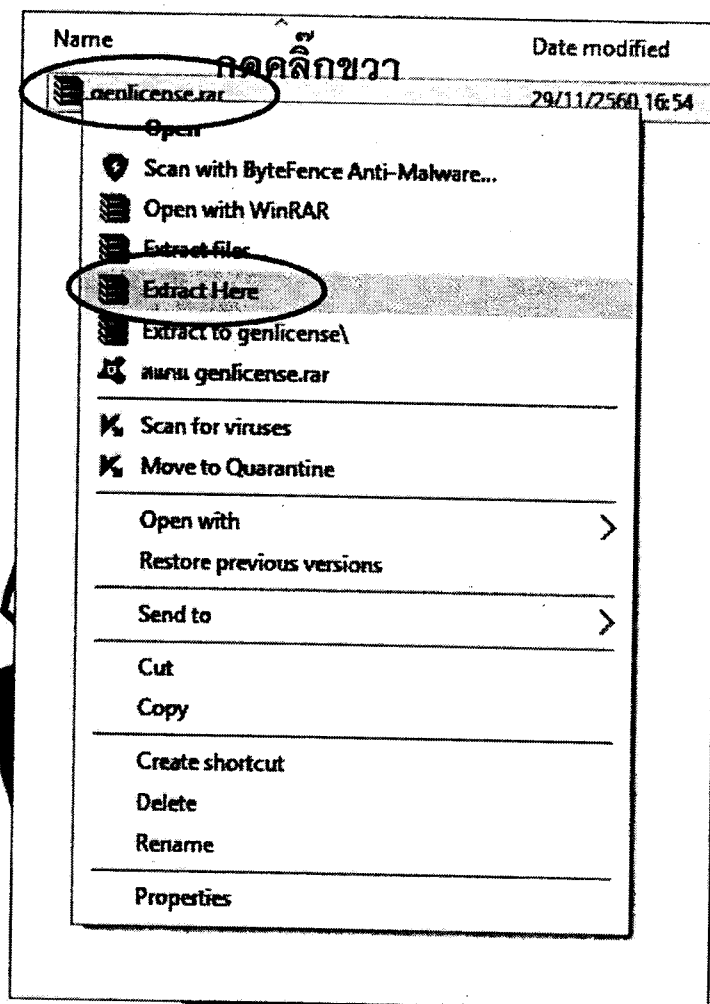 Name
Date modified
กดคลิ๊กขวา
genlicense.rar
29/11/2560 16:54
Open
Scan with ByteFence Anti-Malware...
Open with WinRAR
Extract files
Extract Here
Extract to genlicense\
สแกน genlicense.rar
Scan for viruses
Move to Quarantine
Open with
Restore previous versions
Send to
Cut
Copy
Create shortcut
Delete
Rename
Properties